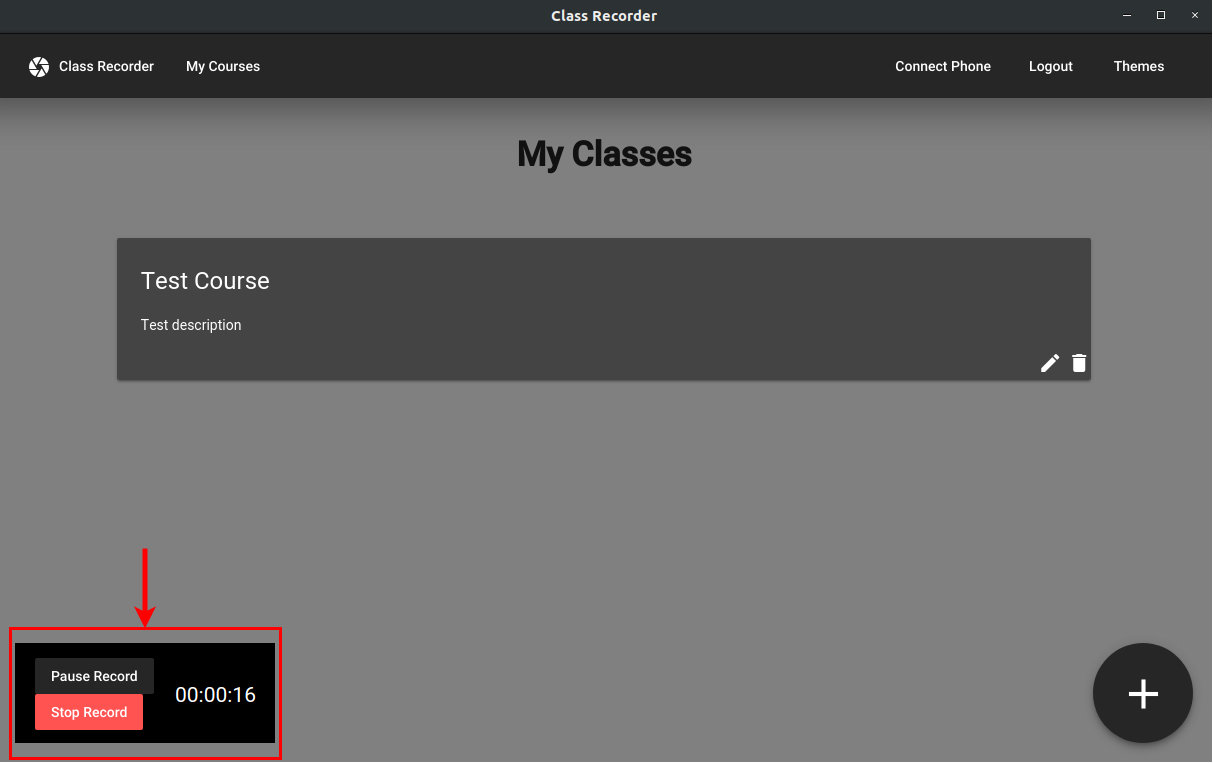 Class Recorder
Class Recorder My Courses Connect Phone Logout Themes
My Classes
Test Course
Test description
Pause Record
00:00:16
Stop Record